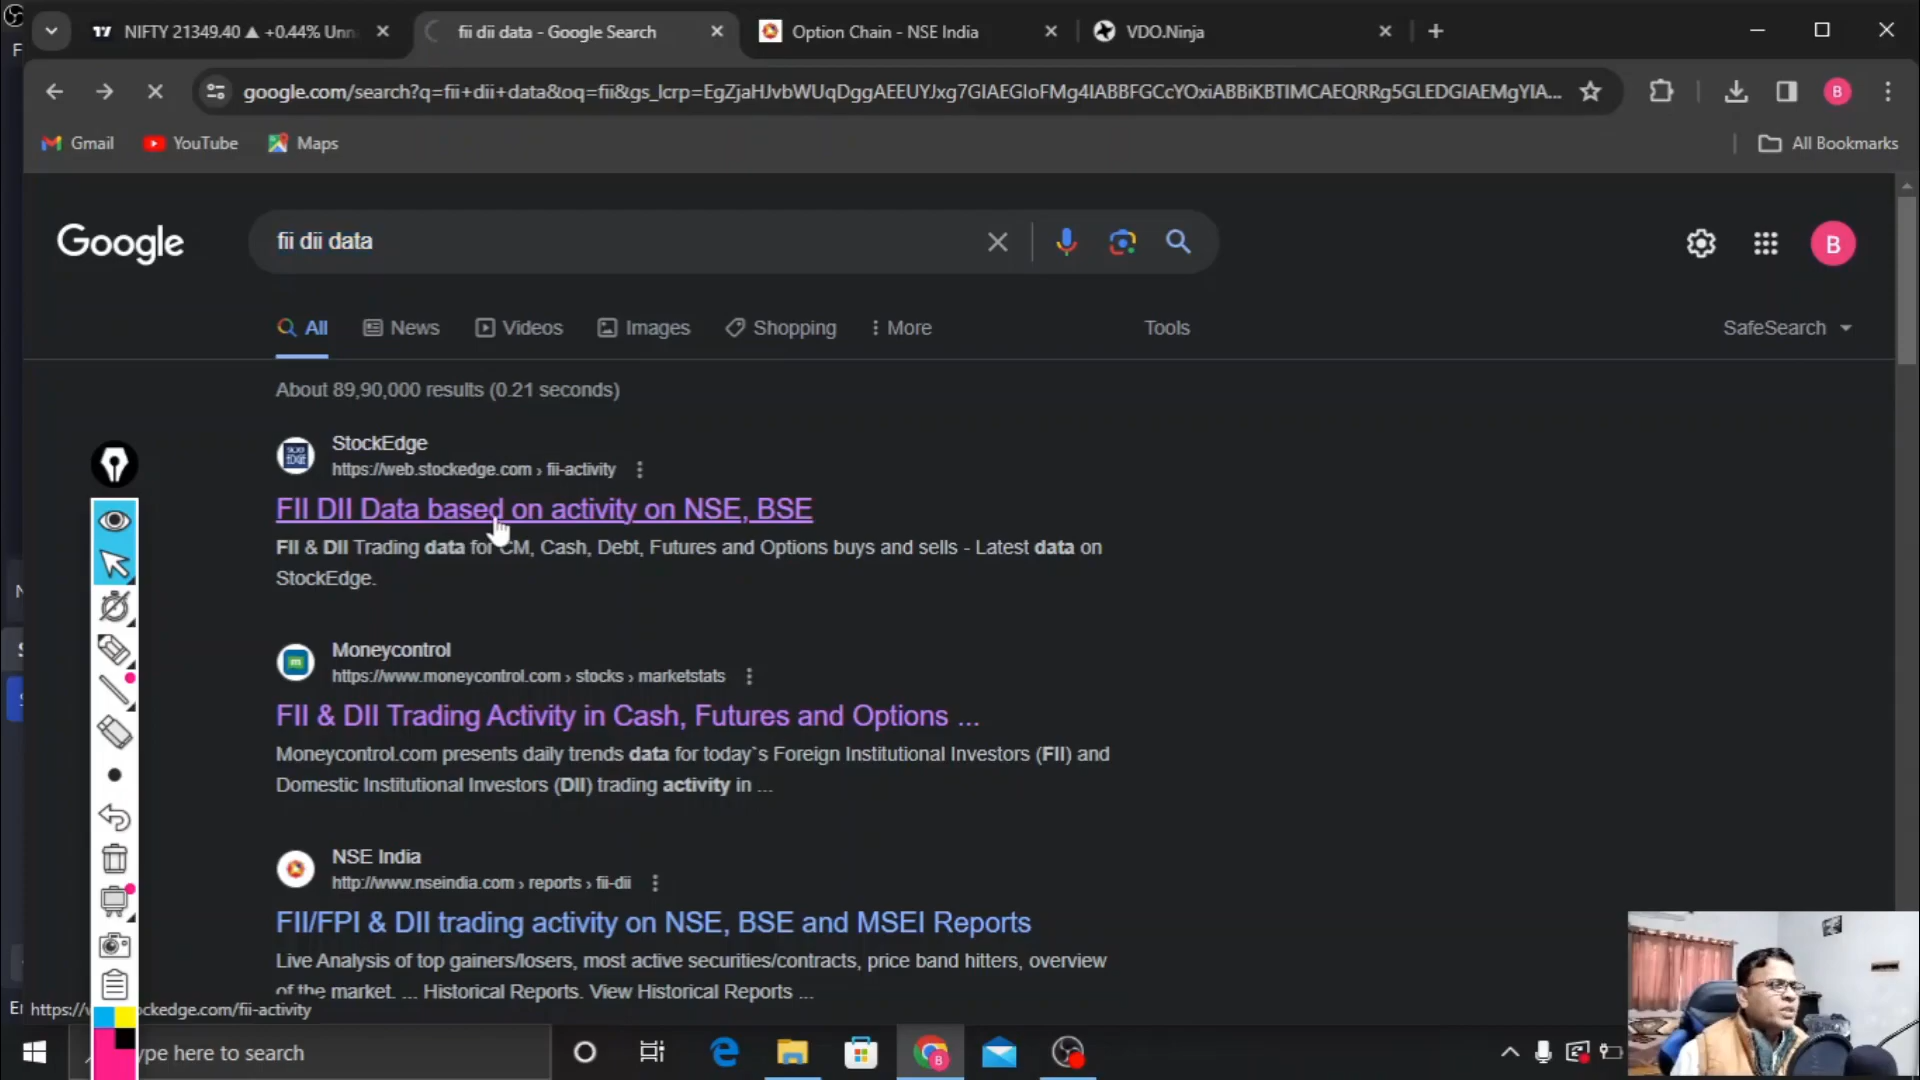 NIFTY 21349.40 ▲ +0.44% Unn
fii dii data - Google Search
Option Chain - NSE India
VDO.Ninja
google.com/search?q=fii+dii+data&oq=fii&gs_lcrp=EgZjaHJvbWUqDggAEEUYJxg7GIAEGIoFMg4IABBFGCcYOxiABBiKBTIMCAEQRRg5GLEDGIAEMgYIA...
B
Gmail
YouTube
Maps
All Bookmarks
Google
fii dii data
B
All
News
Videos
Images
Shopping
More
Tools
SafeSearch
About 89,90,000 results (0.21 seconds)
StockEdge
https://web.stockedge.com › fii-activity
FII DII Data based on activity on NSE, BSE
FII & DII Trading data for CM, Cash, Debt, Futures and Options buys and sells - Latest data on
StockEdge.
Moneycontrol
https://www.moneycontrol.com › stocks › marketstats
FII & DII Trading Activity in Cash, Futures and Options ...
Moneycontrol.com presents daily trends data for today`s Foreign Institutional Investors (FII) and
Domestic Institutional Investors (DII) trading activity in ...
NSE India
http://www.nseindia.com › reports › fii-dii
FII/FPI & DII trading activity on NSE, BSE and MSEI Reports
Live Analysis of top gainers/losers, most active securities/contracts, price band hitters, overview
of the market. ... Historical Reports. View Historical Reports ...
https://w ockedge.com/fii-activity
ype here to search